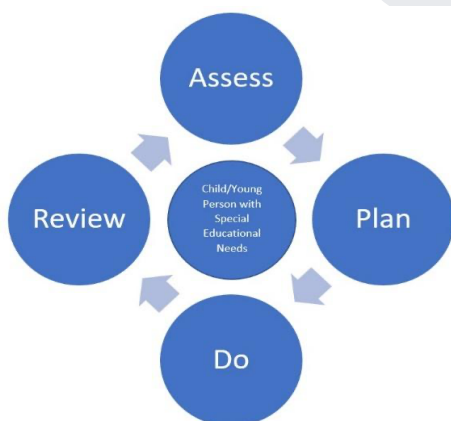 Assess
Review
Child/Young
Person with
Special
Educational
Needs
Plan
Do